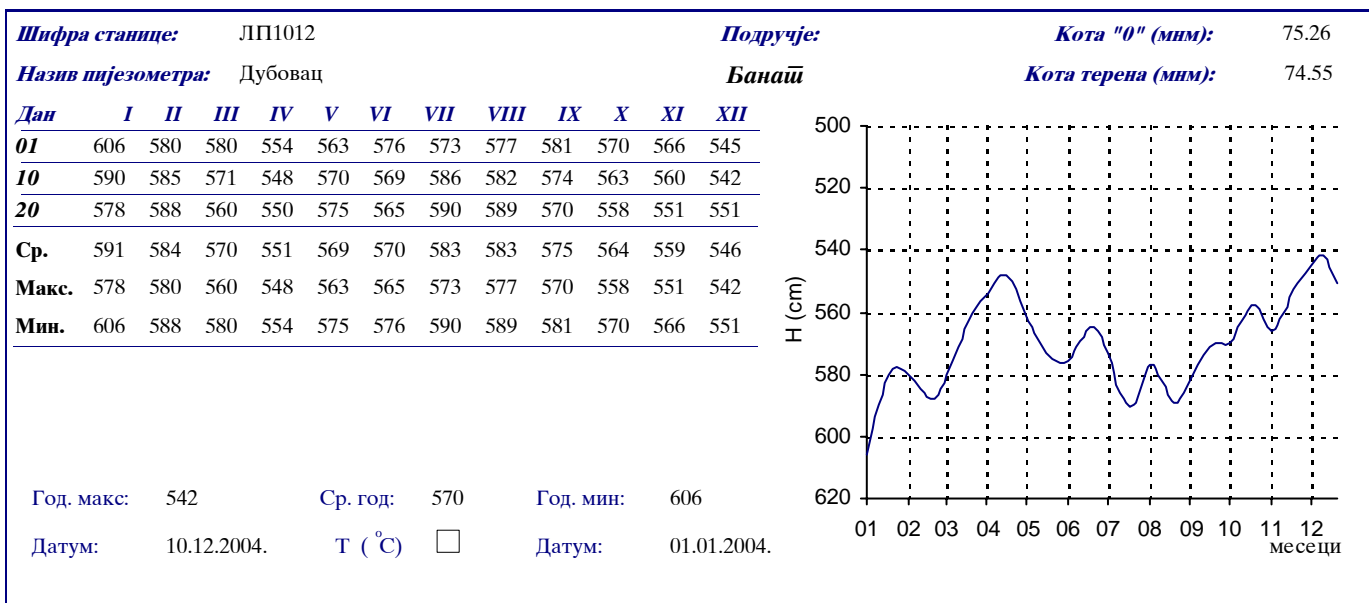 Шифра станице: ЛП1012 Подручје: Кота "0" (мнм): 75.26
Назив пијезометра: Дубовац Банат Кота терена (мнм): 74.55
Дан I II III IV V VI VII VIII IX X XI XII
01 606 580 580 554 563 576 573 577 581 570 566 545
10 590 585 571 548 570 569 586 582 574 563 560 542
20 578 588 560 550 575 565 590 589 570 558 551 551
Ср. 591 584 570 551 569 570 583 583 575 564 559 546
Макс. 578 580 560 548 563 565 573 577 570 558 551 542
Мин. 606 588 580 554 575 576 590 589 581 570 566 551
Год. макс: 542 Ср. год: 570 Год. мин: 606
Датум: 10.12.2004. Т ( °C) Датум: 01.01.2004.
H (cm)
500
520
540
560
580
600
620
01 02 03 04 05 06 07 08 09 10 11 12
месеци